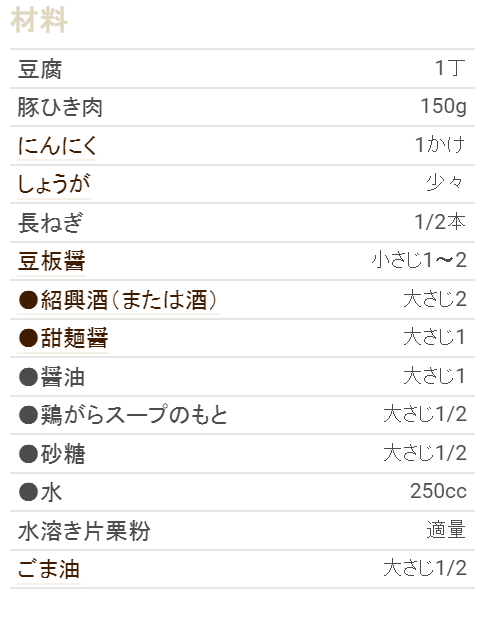 材料
豆腐 1丁
豚ひき肉 150g
にんにく 1かけ
しょうが 少々
長ねぎ 1/2本
豆板醤 小さじ1〜2
●紹興酒（または酒） 大さじ2
●甜麺醤 大さじ1
●醤油 大さじ1
●鶏がらスープのもと 大さじ1/2
●砂糖 大さじ1/2
●水 250cc
水溶き片栗粉 適量
ごま油 大さじ1/2